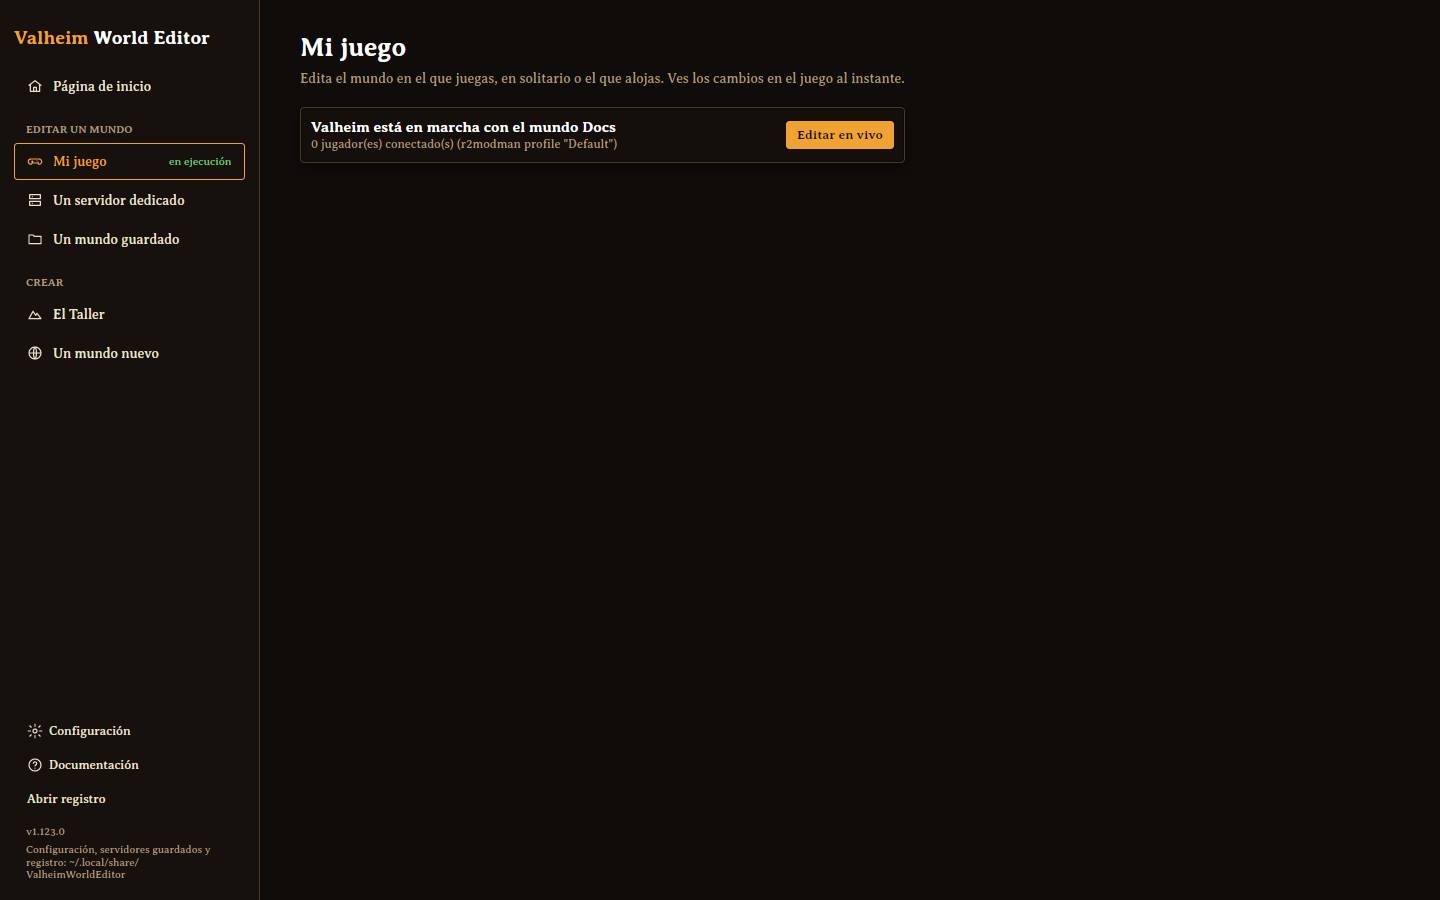 Valheim World Editor
Página de inicio
EDITAR UN MUNDO
Mi juego
en ejecución
Un servidor dedicado
Un mundo guardado
CREAR
El Taller
Un mundo nuevo
Configuración
Documentación
Abrir registro
v1.123.0
Configuración, servidores guardados y
registro: ~/.local/share/
ValheimWorldEditor
Mi juego
Edita el mundo en el que juegas, en solitario o el que alojas. Ves los cambios en el juego al instante.
Valheim está en marcha con el mundo Docs
0 jugador(es) conectado(s) (r2modman profile "Default")
Editar en vivo